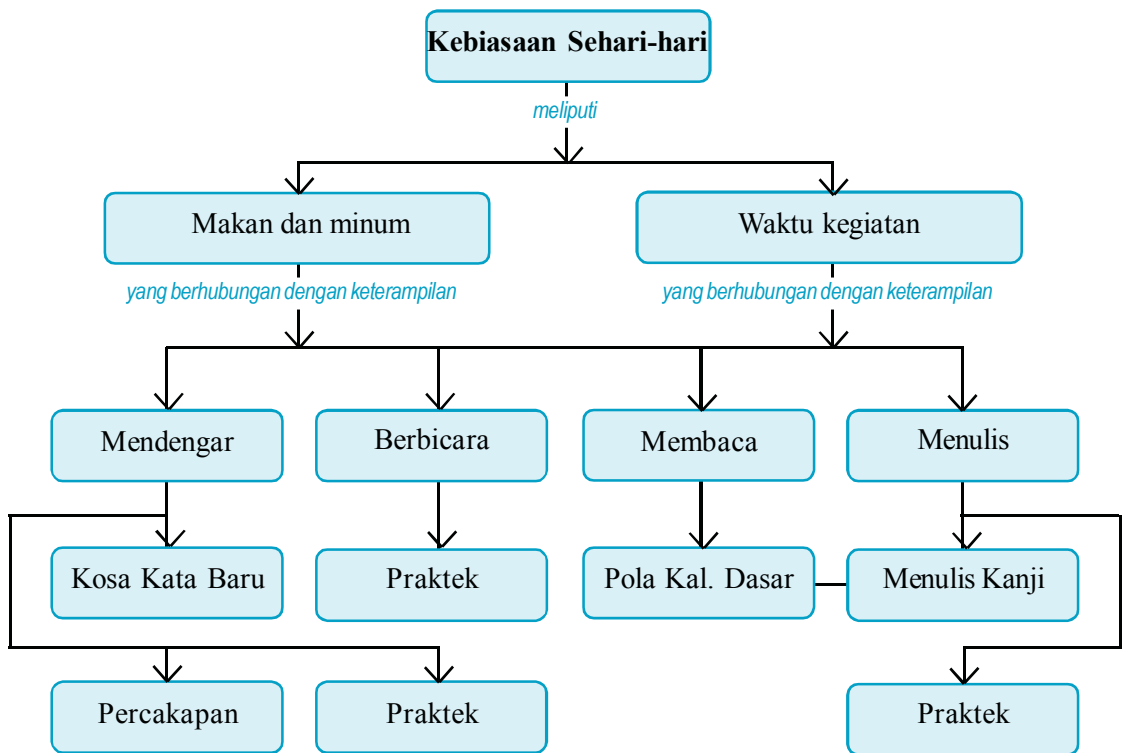 Kebiasaan Sehari-hari
meliputi
Makan dan minum
Waktu kegiatan
yang berhubungan dengan keterampilan
yang berhubungan dengan keterampilan
Mendengar
Berbicara
Membaca
Menulis
Kosa Kata Baru
Praktek
Pola Kal. Dasar
Menulis Kanji
Percakapan
Praktek
Praktek